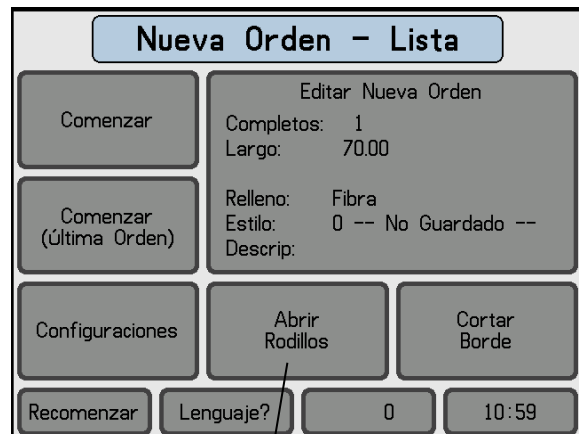 Nueva Orden - Lista
Comenzar
Editar Nueva Orden
Completos: 1
Largo: 70.00
Relleno: Fibra
Estilo: 0 -- No Guardado --
Descrip:
Comenzar
(última Orden)
Configuraciones
Abrir
Rodillos
Cortar
Borde
Recomenzar
Lenguaje?
0
10:59